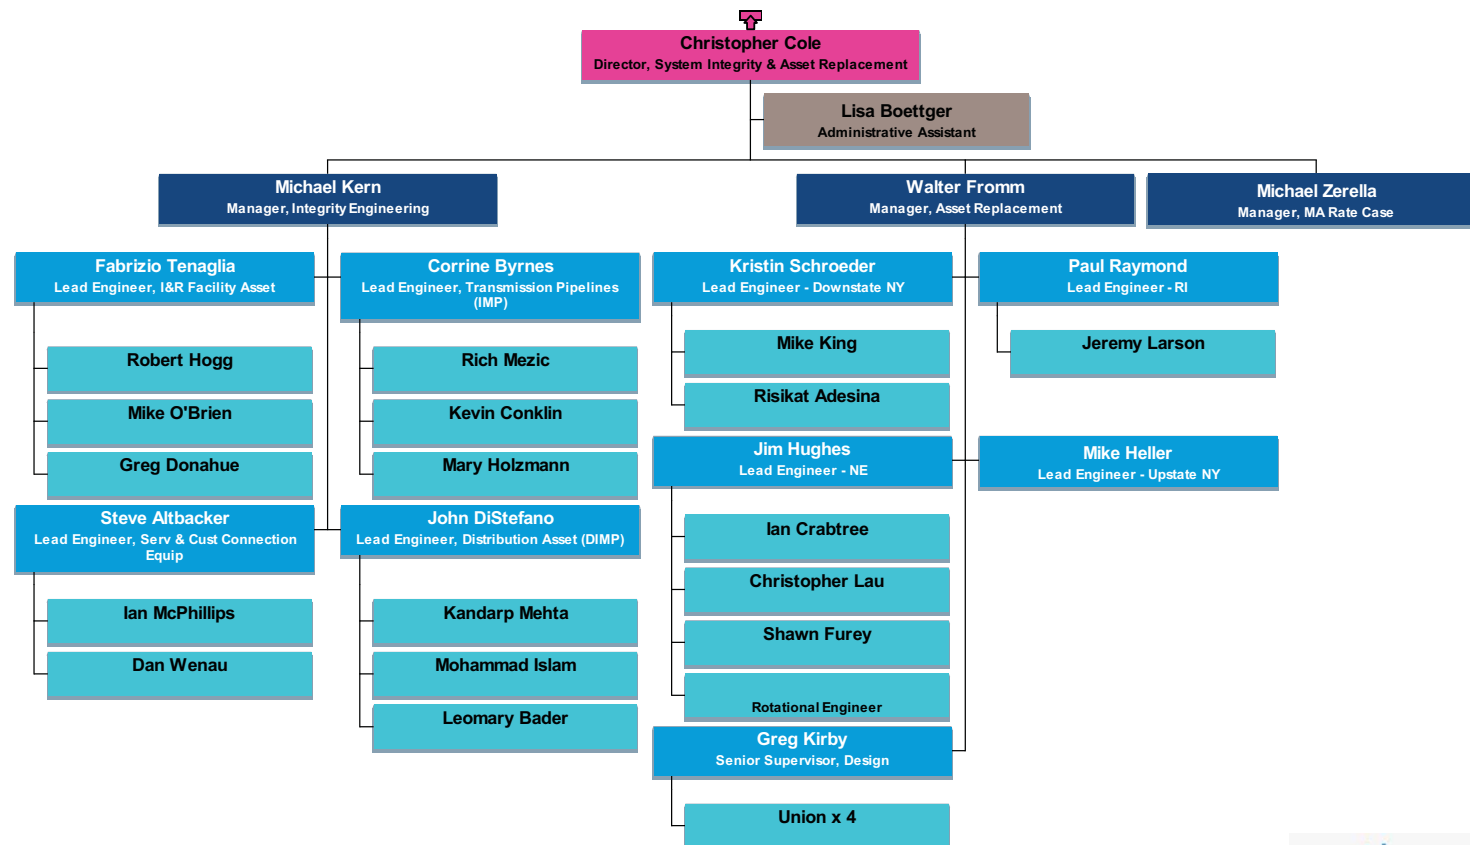 Christopher Cole
Director, System Integrity & Asset Replacement
Lisa Boettger
Administrative Assistant
Michael Kern
Manager, Integrity Engineering
Walter Fromm
Manager, Asset Replacement
Michael Zerella
Manager, MA Rate Case
Fabrizio Tenaglia
Lead Engineer, I&R Facility Asset
Robert Hogg
Mike O'Brien
Greg Donahue
Steve Altbacker
Lead Engineer, Serv & Cust Connection
Equip
Ian McPhillips
Dan Wenau
Corrine Byrnes
Lead Engineer, Transmission Pipelines
(IMP)
Rich Mezic
Kevin Conklin
Mary Holzmann
John DiStefano
Lead Engineer, Distribution Asset (DIMP)
Kandarp Mehta
Mohammad Islam
Leomary Bader
Kristin Schroeder
Lead Engineer - Downstate NY
Mike King
Risikat Adesina
Jim Hughes
Lead Engineer - NE
Ian Crabtree
Christopher Lau
Shawn Furey
Rotational Engineer
Greg Kirby
Senior Supervisor, Design
Union x 4
Paul Raymond
Lead Engineer - RI
Jeremy Larson
Mike Heller
Lead Engineer - Upstate NY